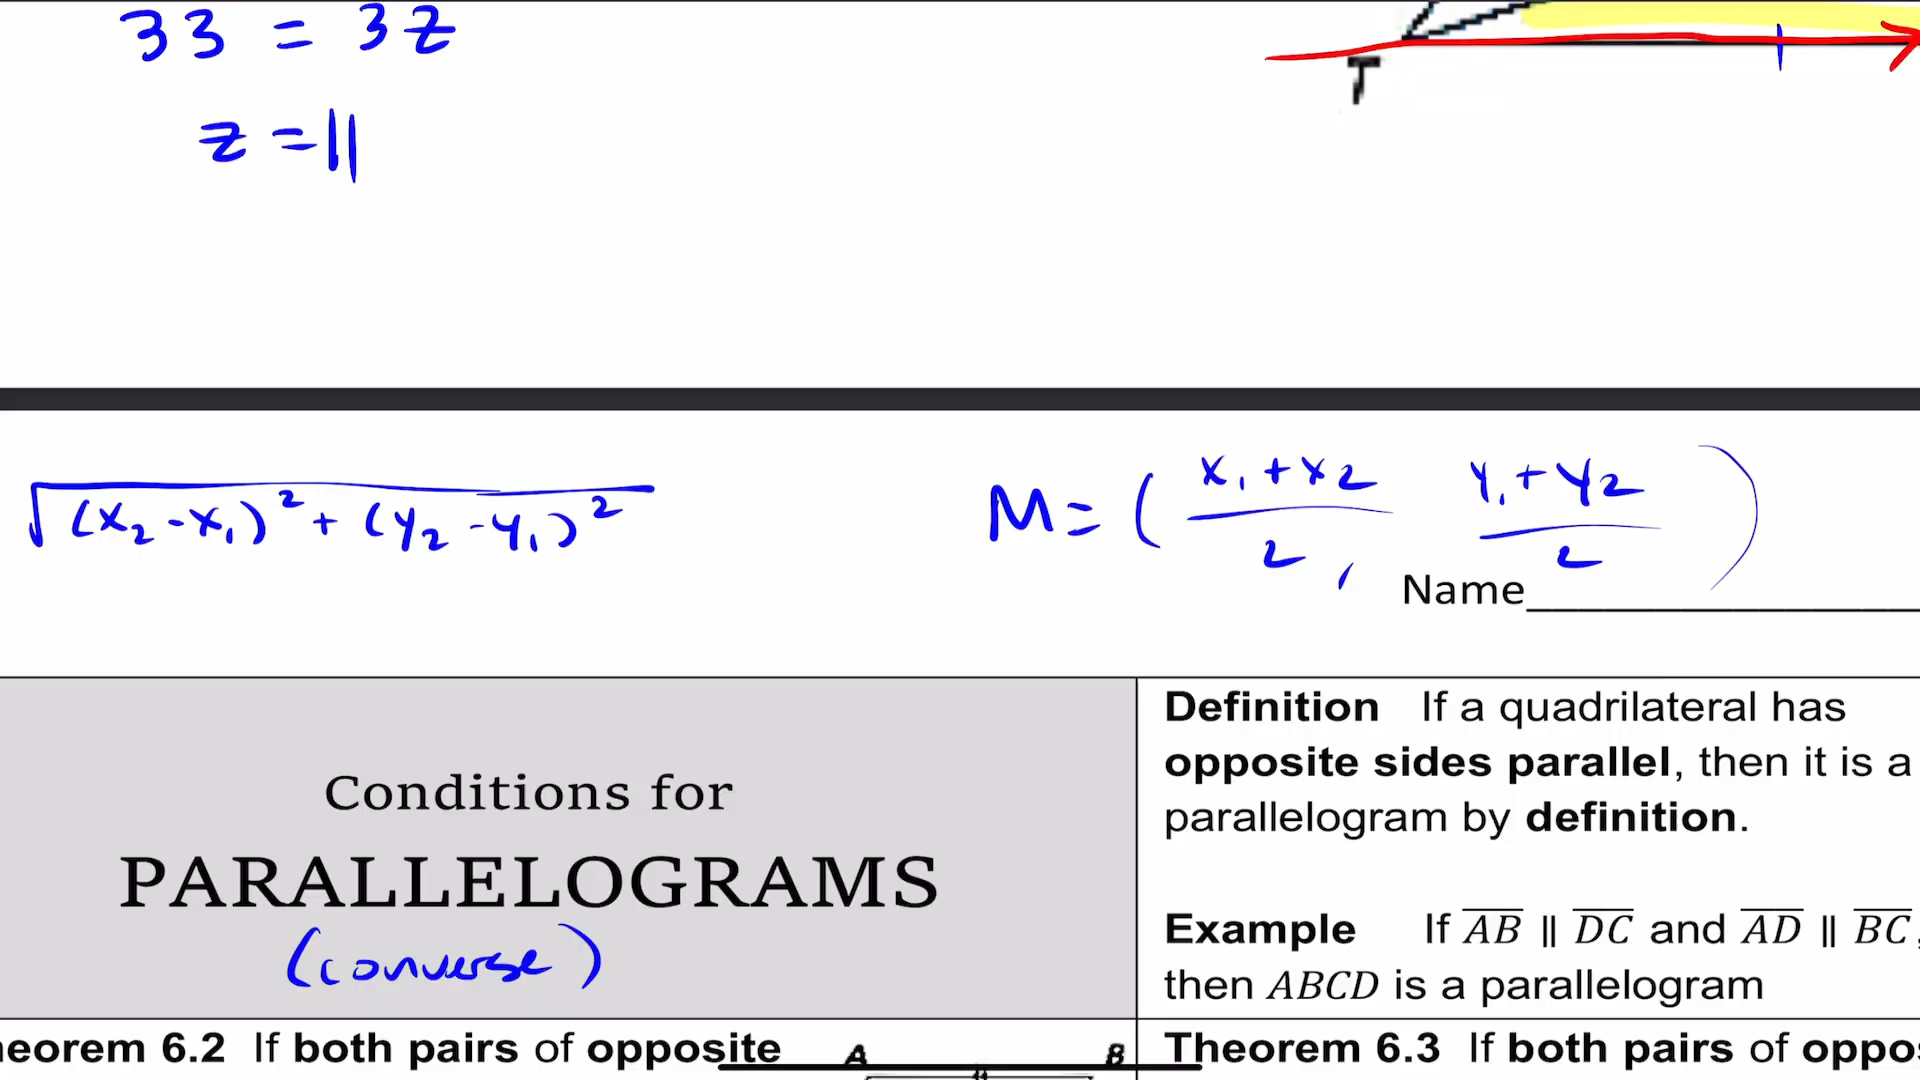 33 = 3z
z = 11
T
√(x₂-x₁)² + (y₂-y₁)²
M = (x₁+x₂/2, y₁+y₂/2)
Name
Conditions for
PARALLELOGRAMS
(converse)
Definition If a quadrilateral has
opposite sides parallel, then it is a
parallelogram by definition.
Example If AB ∥ DC and AD ∥ BC,
then ABCD is a parallelogram
eorem 6.2 If both pairs of opposite
A B
Theorem 6.3 If both pairs of oppo